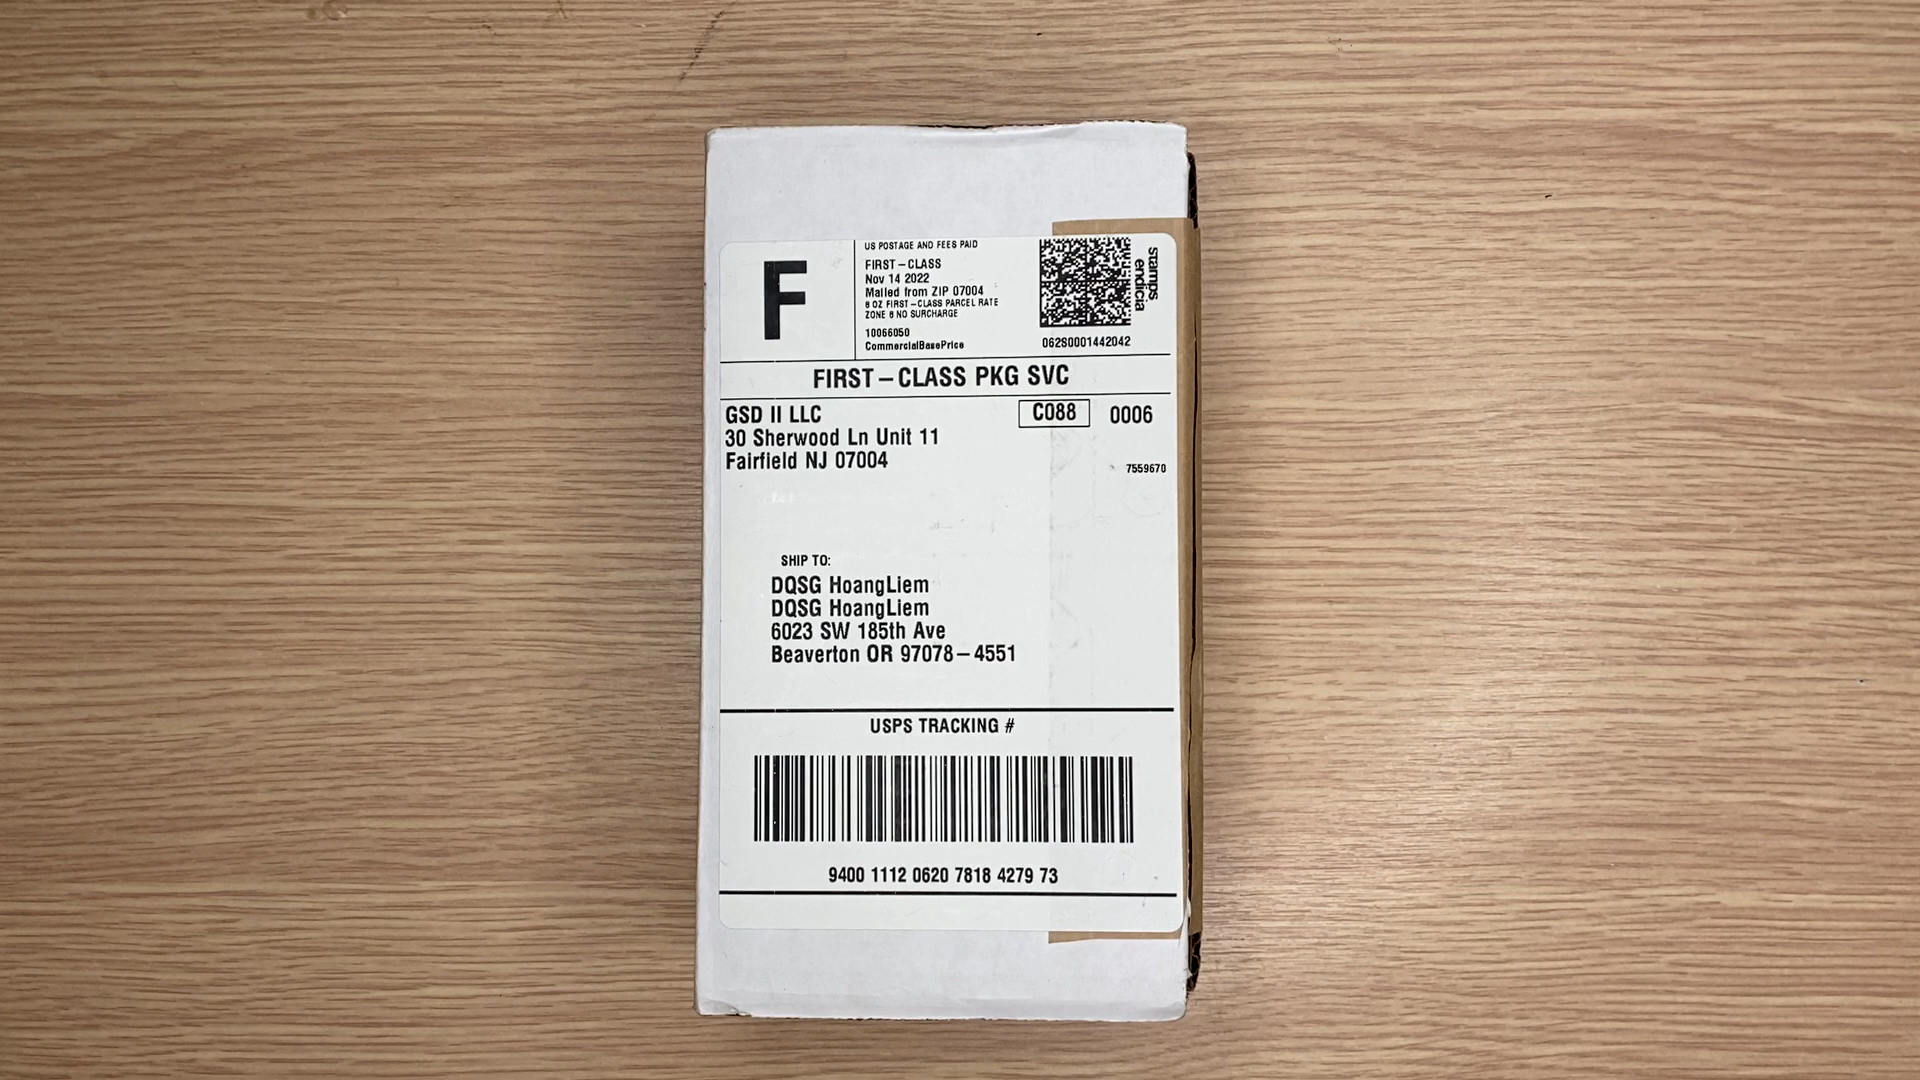 F
US POSTAGE AND FEES PAID
FIRST-CLASS
Nov 14 2022
Mailed from ZIP 07004
8 OZ FIRST-CLASS PARCEL RATE
ZONE 8 NO SURCHARGE
10066050
CommercialBasePrice
stamps
endicia
062S0001442042
FIRST-CLASS PKG SVC
GSD II LLC
30 Sherwood Ln Unit 11
Fairfield NJ 07004
C088
0006
7559670
SHIP TO:
DQSG HoangLiem
DQSG HoangLiem
6023 SW 185th Ave
Beaverton OR 97078-4551
USPS TRACKING #
9400 1112 0620 7818 4279 73